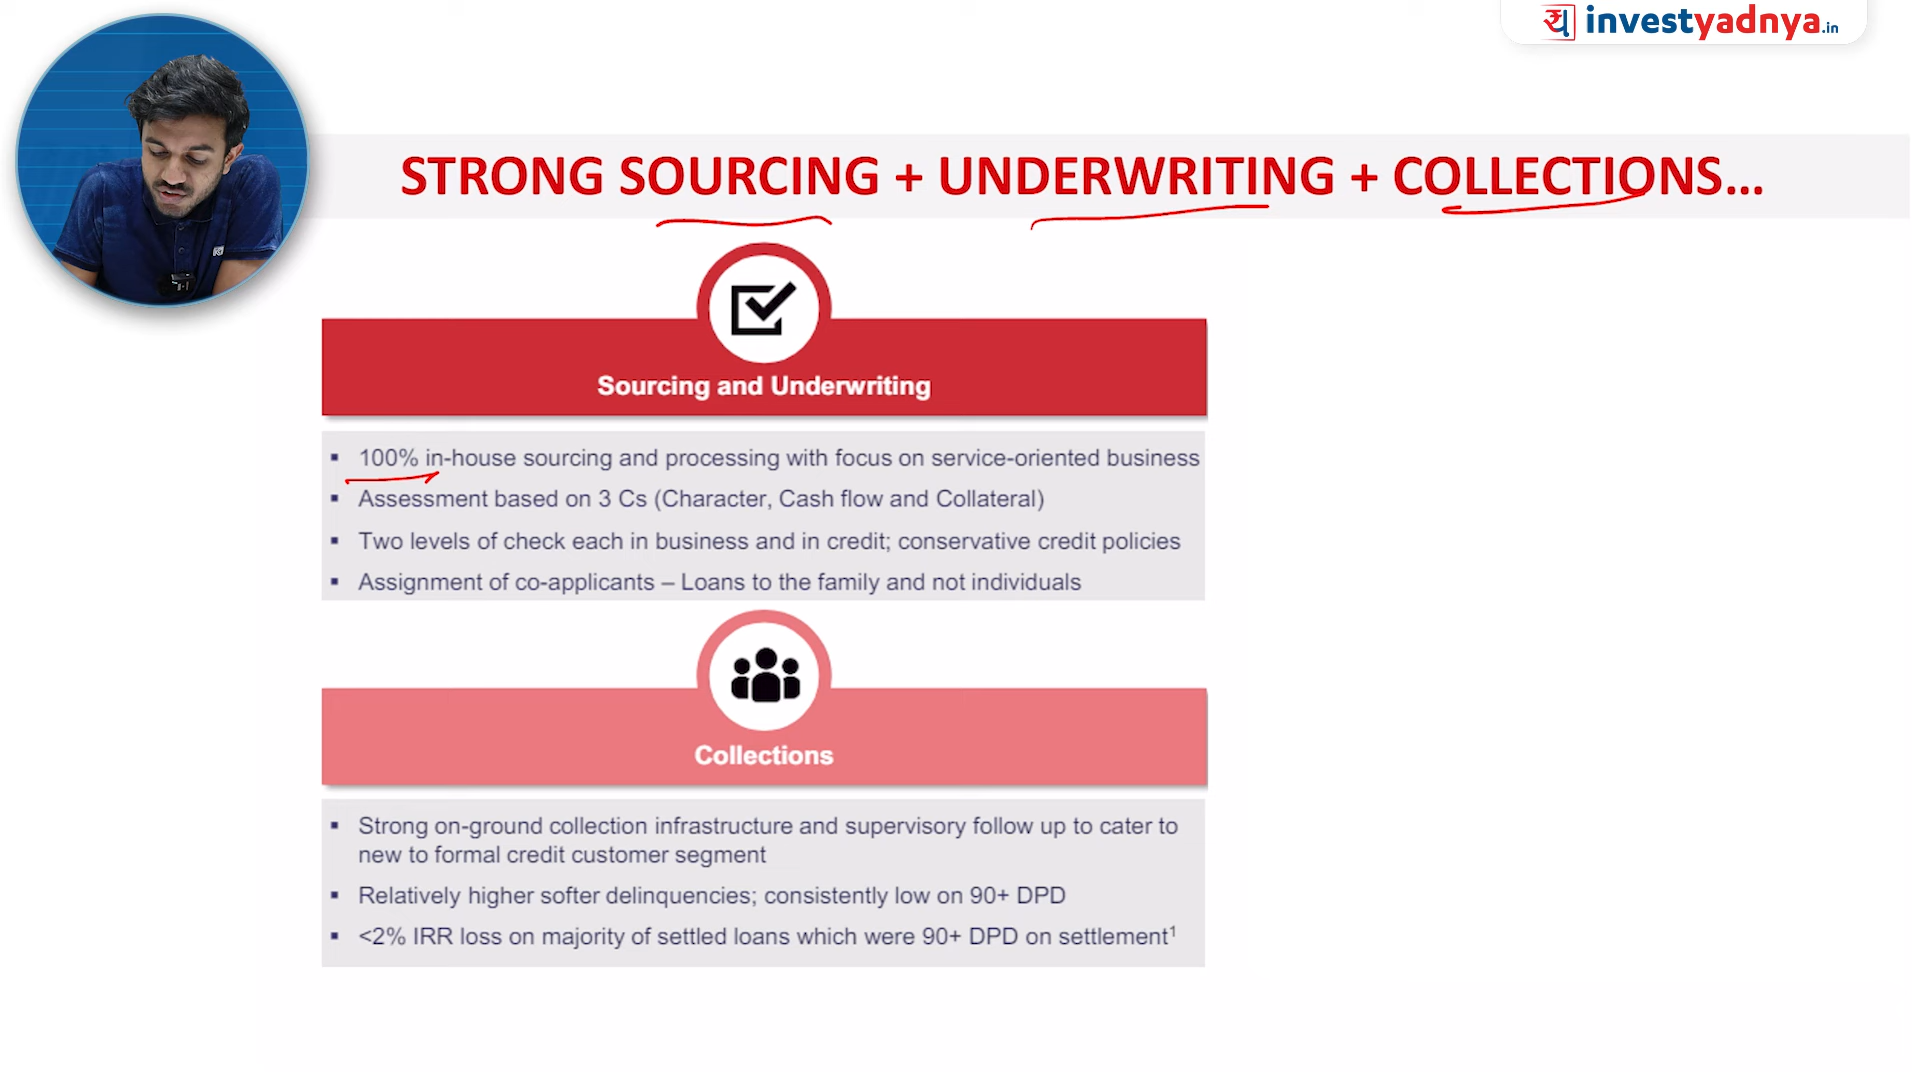 investyadnya.in
STRONG SOURCING + UNDERWRITING + COLLECTIONS...
Sourcing and Underwriting
▪ 100% in-house sourcing and processing with focus on service-oriented business
▪ Assessment based on 3 Cs (Character, Cash flow and Collateral)
▪ Two levels of check each in business and in credit; conservative credit policies
▪ Assignment of co-applicants – Loans to the family and not individuals
Collections
▪ Strong on-ground collection infrastructure and supervisory follow up to cater to
new to formal credit customer segment
▪ Relatively higher softer delinquencies; consistently low on 90+ DPD
▪ <2% IRR loss on majority of settled loans which were 90+ DPD on settlement¹